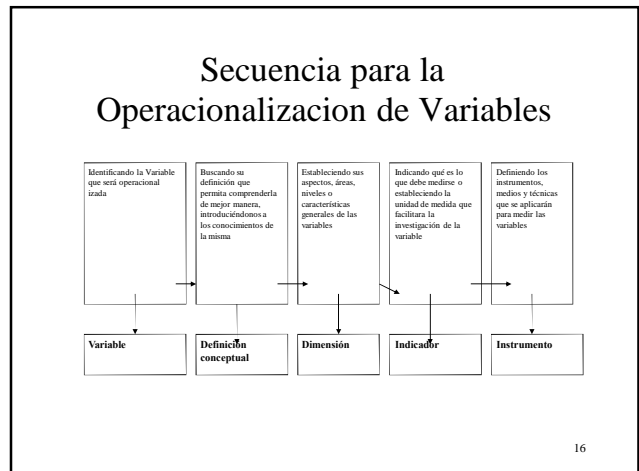 Secuencia para la
Operacionalizacion de Variables
Identificando la Variable
que será operacional
izada
Buscando su
definición que
permita comprenderla
de mejor manera,
introduciéndonos a
los conocimientos de
la misma
Estableciendo sus
aspectos, áreas,
niveles o
características
generales de las
variables
Indicando qué es lo
que debe medirse o
estableciendo la
unidad de medida que
facilitara la
investigación de la
variable
Definiendo los
instrumentos,
medios y técnicas
que se aplicarán
para medir las
variables
Variable
Definición
conceptual
Dimensión
Indicador
Instrumento
16